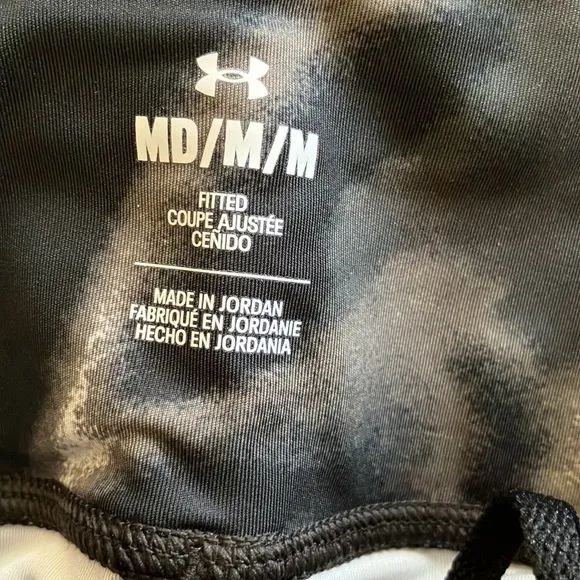 MD/M/M
FITTED
COUPE AJUSTÉE
CEÑIDO
MADE IN JORDAN
FABRIQUÉ EN JORDANIE
HECHO EN JORDANIA